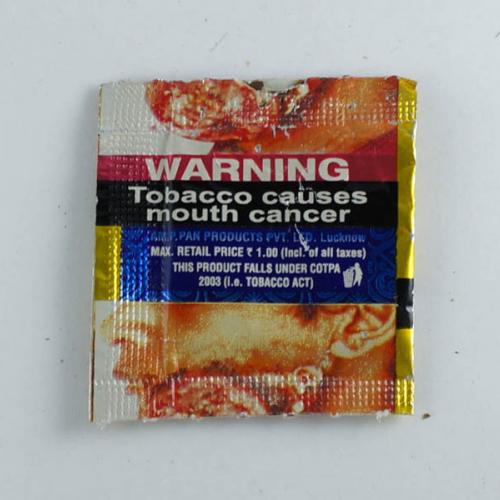 WARNING
Tobacco causes
mouth cancer
PAN PRODUCTS PVT. LTD. Lucknow
MAX. RETAIL PRICE ₹ 1.00 (Incl. of all taxes)
THIS PRODUCT FALLS UNDER COTPA
2003 (i.e. TOBACCO ACT)